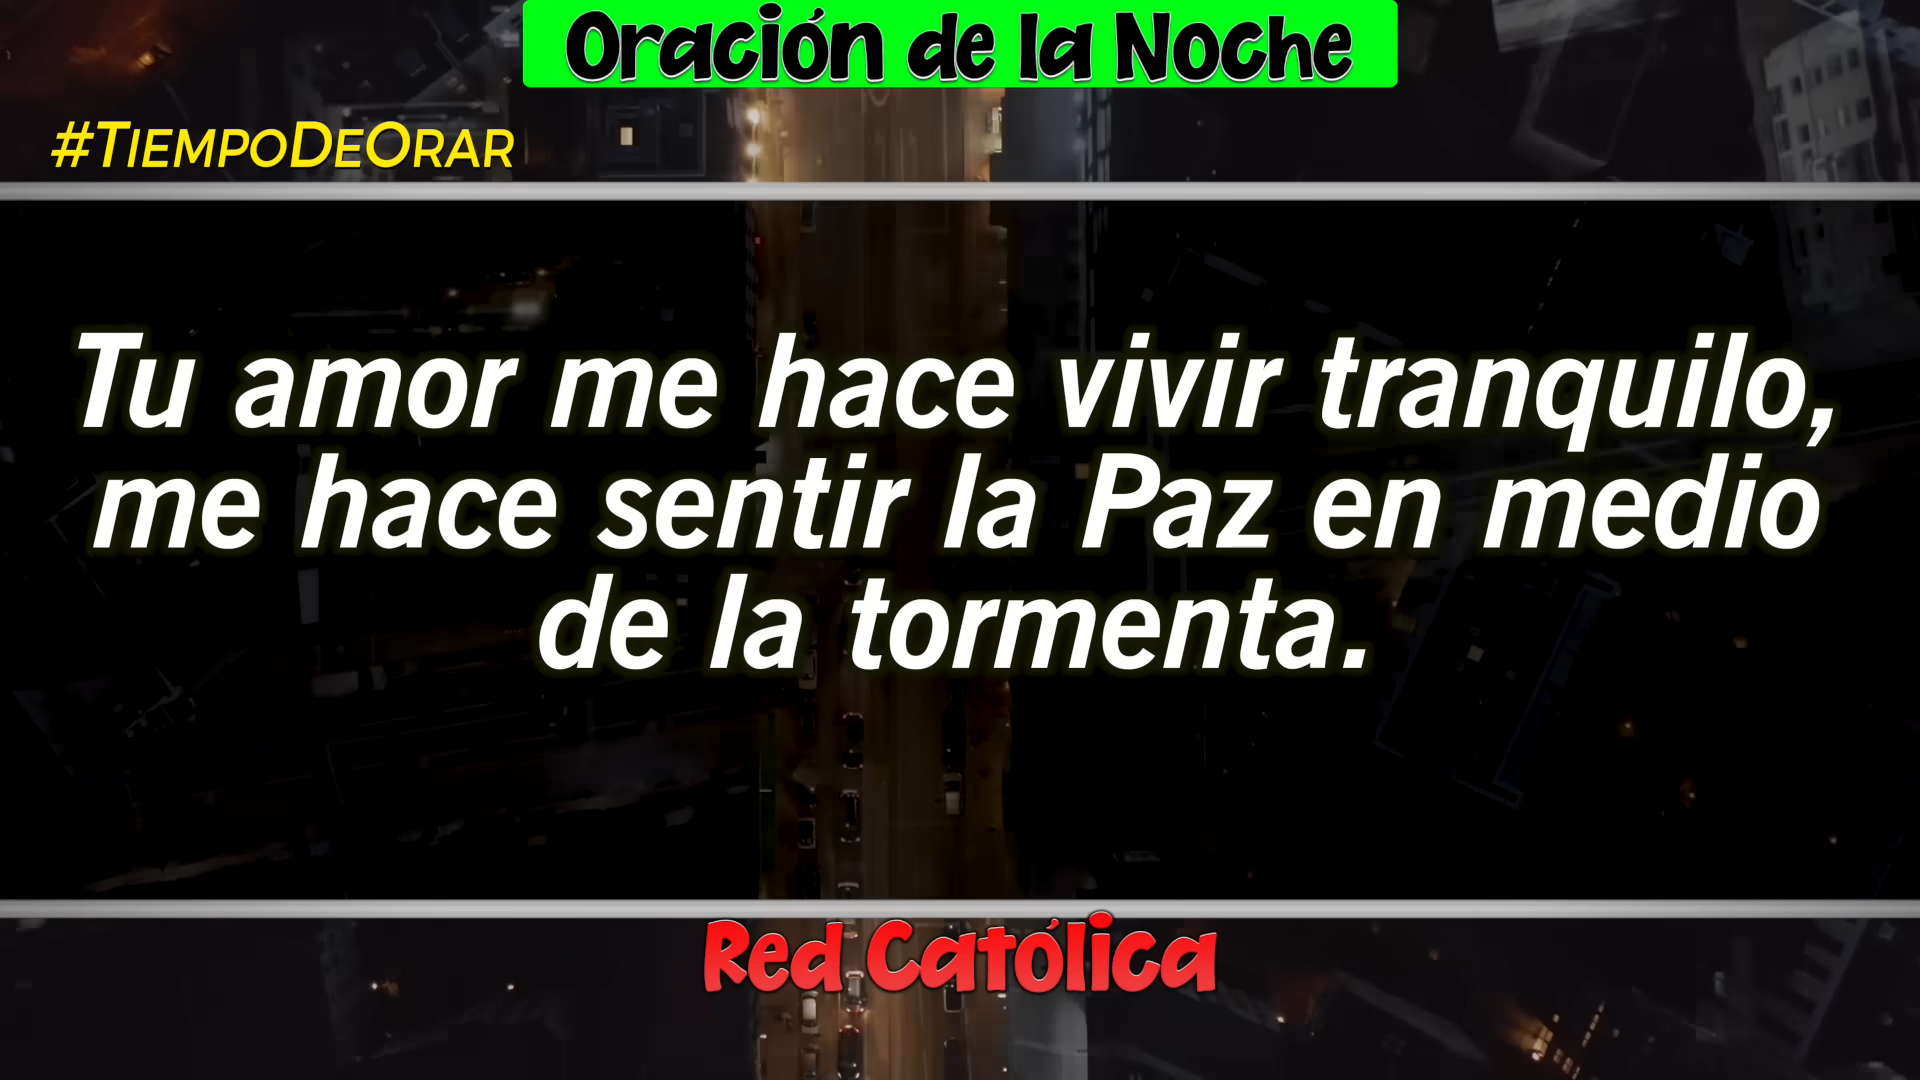 Oración de la Noche
#TIEMPODEORAR
Tu amor me hace vivir tranquilo,
me hace sentir la Paz en medio
de la tormenta.
Red Católica